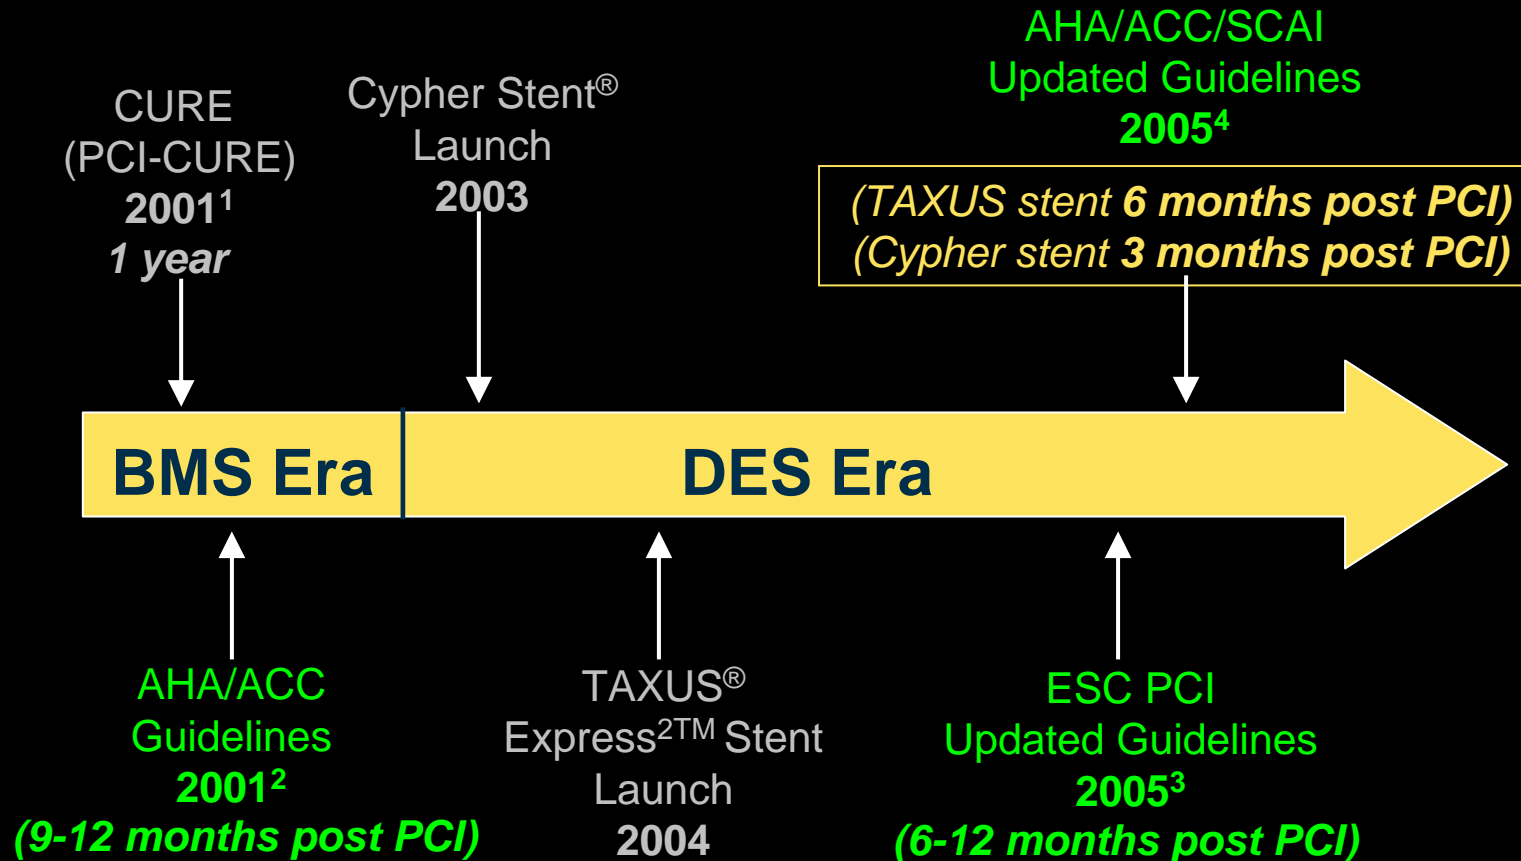 CURE
(PCI-CURE)
2001¹
1 year
Cypher Stent®
Launch
2003
AHA/ACC/SCAI
Updated Guidelines
2005⁴
(TAXUS stent 6 months post PCI)
(Cypher stent 3 months post PCI)
BMS Era
DES Era
AHA/ACC
Guidelines
2001²
(9-12 months post PCI)
TAXUS®
Express²™ Stent
Launch
2004
ESC PCI
Updated Guidelines
2005³
(6-12 months post PCI)